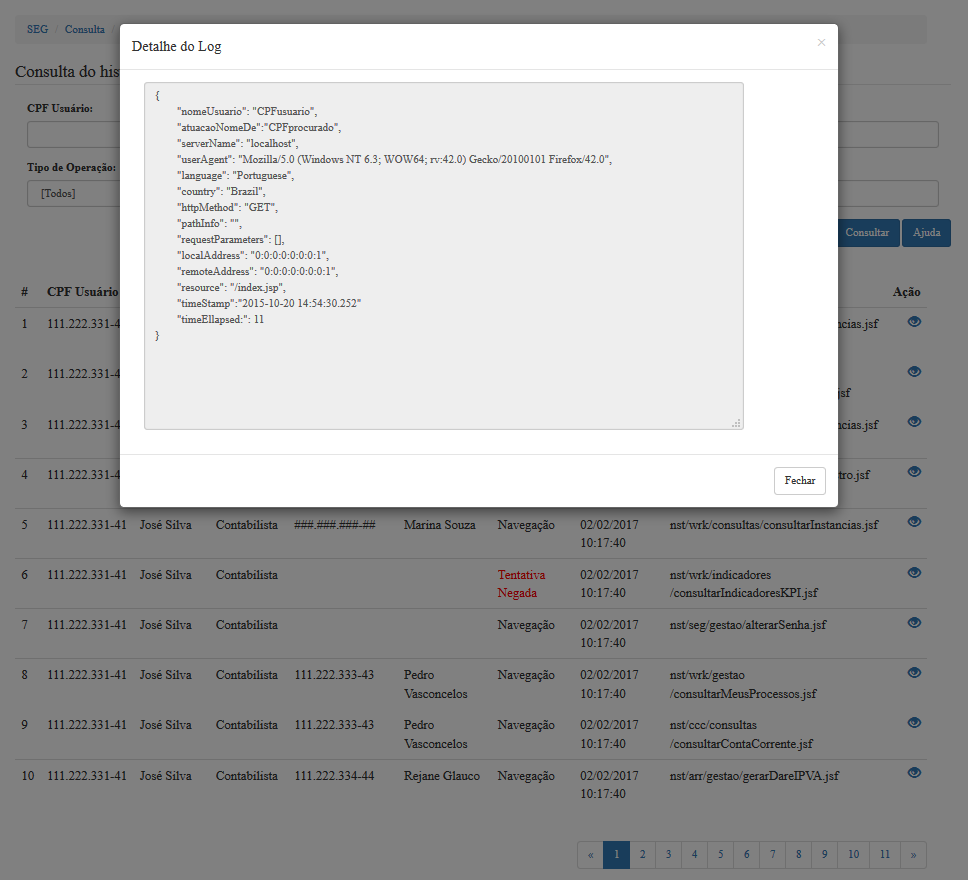 SEG / Consulta
Detalhe do Log ×
Consulta do his
CPF Usuário:
Tipo de Operação:
[Todos]
{
"nomeUsuario": "CPFusuario",
"atuacaoNomeDe":"CPFprocurado",
"serverName": "localhost",
"userAgent": "Mozilla/5.0 (Windows NT 6.3; WOW64; rv:42.0) Gecko/20100101 Firefox/42.0",
"language": "Portuguese",
"country": "Brazil",
"httpMethod": "GET",
"pathInfo": "",
"requestParameters": [],
"localAddress": "0:0:0:0:0:0:0:1",
"remoteAddress": "0:0:0:0:0:0:0:1",
"resource": "/index.jsp",
"timeStamp":"2015-10-20 14:54:30.252"
"timeEllapsed:": 11
}
Fechar
Consultar Ajuda
# CPF Usuário Ação
1 111.222.331-4 ncias.jsf
2 111.222.331-4
jsf
3 111.222.331-4 ncias.jsf
4 111.222.331-4 tro.jsf
5 111.222.331-41 José Silva Contabilista ###.###.###-## Marina Souza Navegação 02/02/2017 nst/wrk/consultas/consultarInstancias.jsf
10:17:40
6 111.222.331-41 José Silva Contabilista Tentativa 02/02/2017 nst/wrk/indicadores
Negada 10:17:40 /consultarIndicadoresKPI.jsf
7 111.222.331-41 José Silva Contabilista Navegação 02/02/2017 nst/seg/gestao/alterarSenha.jsf
10:17:40
8 111.222.331-41 José Silva Contabilista 111.222.333-43 Pedro Navegação 02/02/2017 nst/wrk/gestao
Vasconcelos 10:17:40 /consultarMeusProcessos.jsf
9 111.222.331-41 José Silva Contabilista 111.222.333-43 Pedro Navegação 02/02/2017 nst/ccc/consultas
Vasconcelos 10:17:40 /consultarContaCorrente.jsf
10 111.222.331-41 José Silva Contabilista 111.222.334-44 Rejane Glauco Navegação 02/02/2017 nst/arr/gestao/gerarDareIPVA.jsf
10:17:40
« 1 2 3 4 5 6 7 8 9 10 11 »